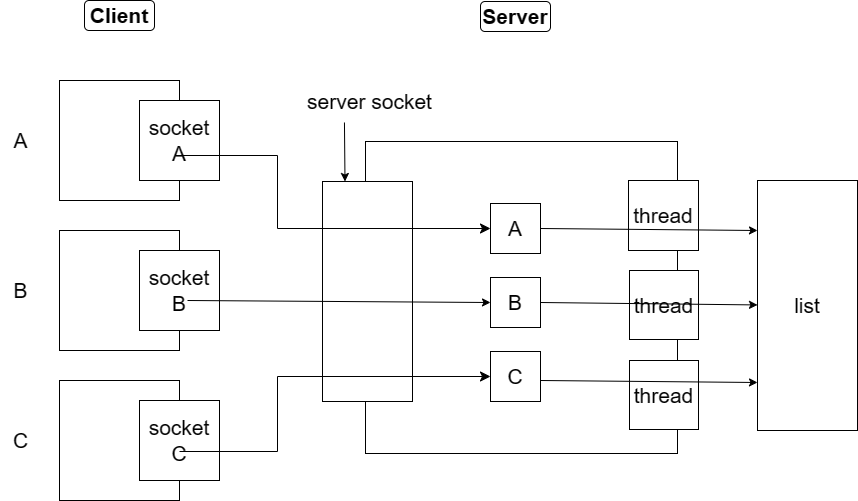 Client
Server
server socket
A
socket
A
A
thread
B
socket
B
B
thread
list
C
socket
C
C
thread